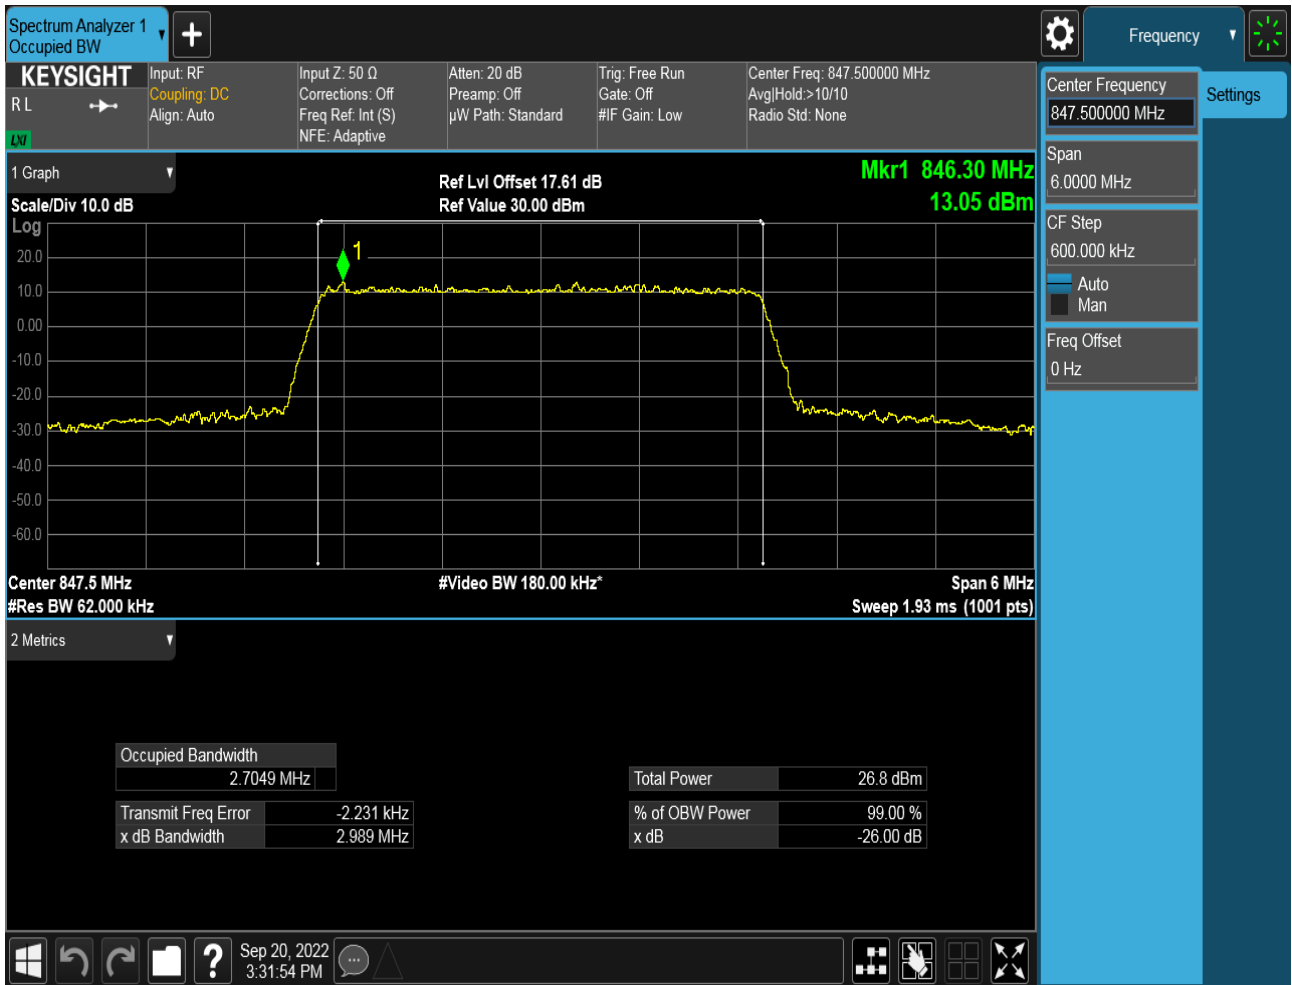 Spectrum Analyzer 1
Occupied BW
Frequency
KEYSIGHT
R L
LXI
Input: RF
Coupling: DC
Align: Auto
Input Z: 50 Ω
Corrections: Off
Freq Ref: Int (S)
NFE: Adaptive
Atten: 20 dB
Preamp: Off
µW Path: Standard
Trig: Free Run
Gate: Off
#IF Gain: Low
Center Freq: 847.500000 MHz
Avg|Hold:>10/10
Radio Std: None
Center Frequency
847.500000 MHz
Settings
Span
6.0000 MHz
CF Step
600.000 kHz
Auto
Man
Freq Offset
0 Hz
1 Graph
Scale/Div 10.0 dB
Log
Ref Lvl Offset 17.61 dB
Ref Value 30.00 dBm
Mkr1 846.30 MHz
13.05 dBm
1
20.0
10.0
0.00
-10.0
-20.0
-30.0
-40.0
-50.0
-60.0
Center 847.5 MHz
#Res BW 62.000 kHz
#Video BW 180.00 kHz*
Span 6 MHz
Sweep 1.93 ms (1001 pts)
2 Metrics
Occupied Bandwidth
2.7049 MHz
Transmit Freq Error -2.231 kHz
x dB Bandwidth 2.989 MHz
Total Power 26.8 dBm
% of OBW Power 99.00 %
x dB -26.00 dB
?
Sep 20, 2022
3:31:54 PM